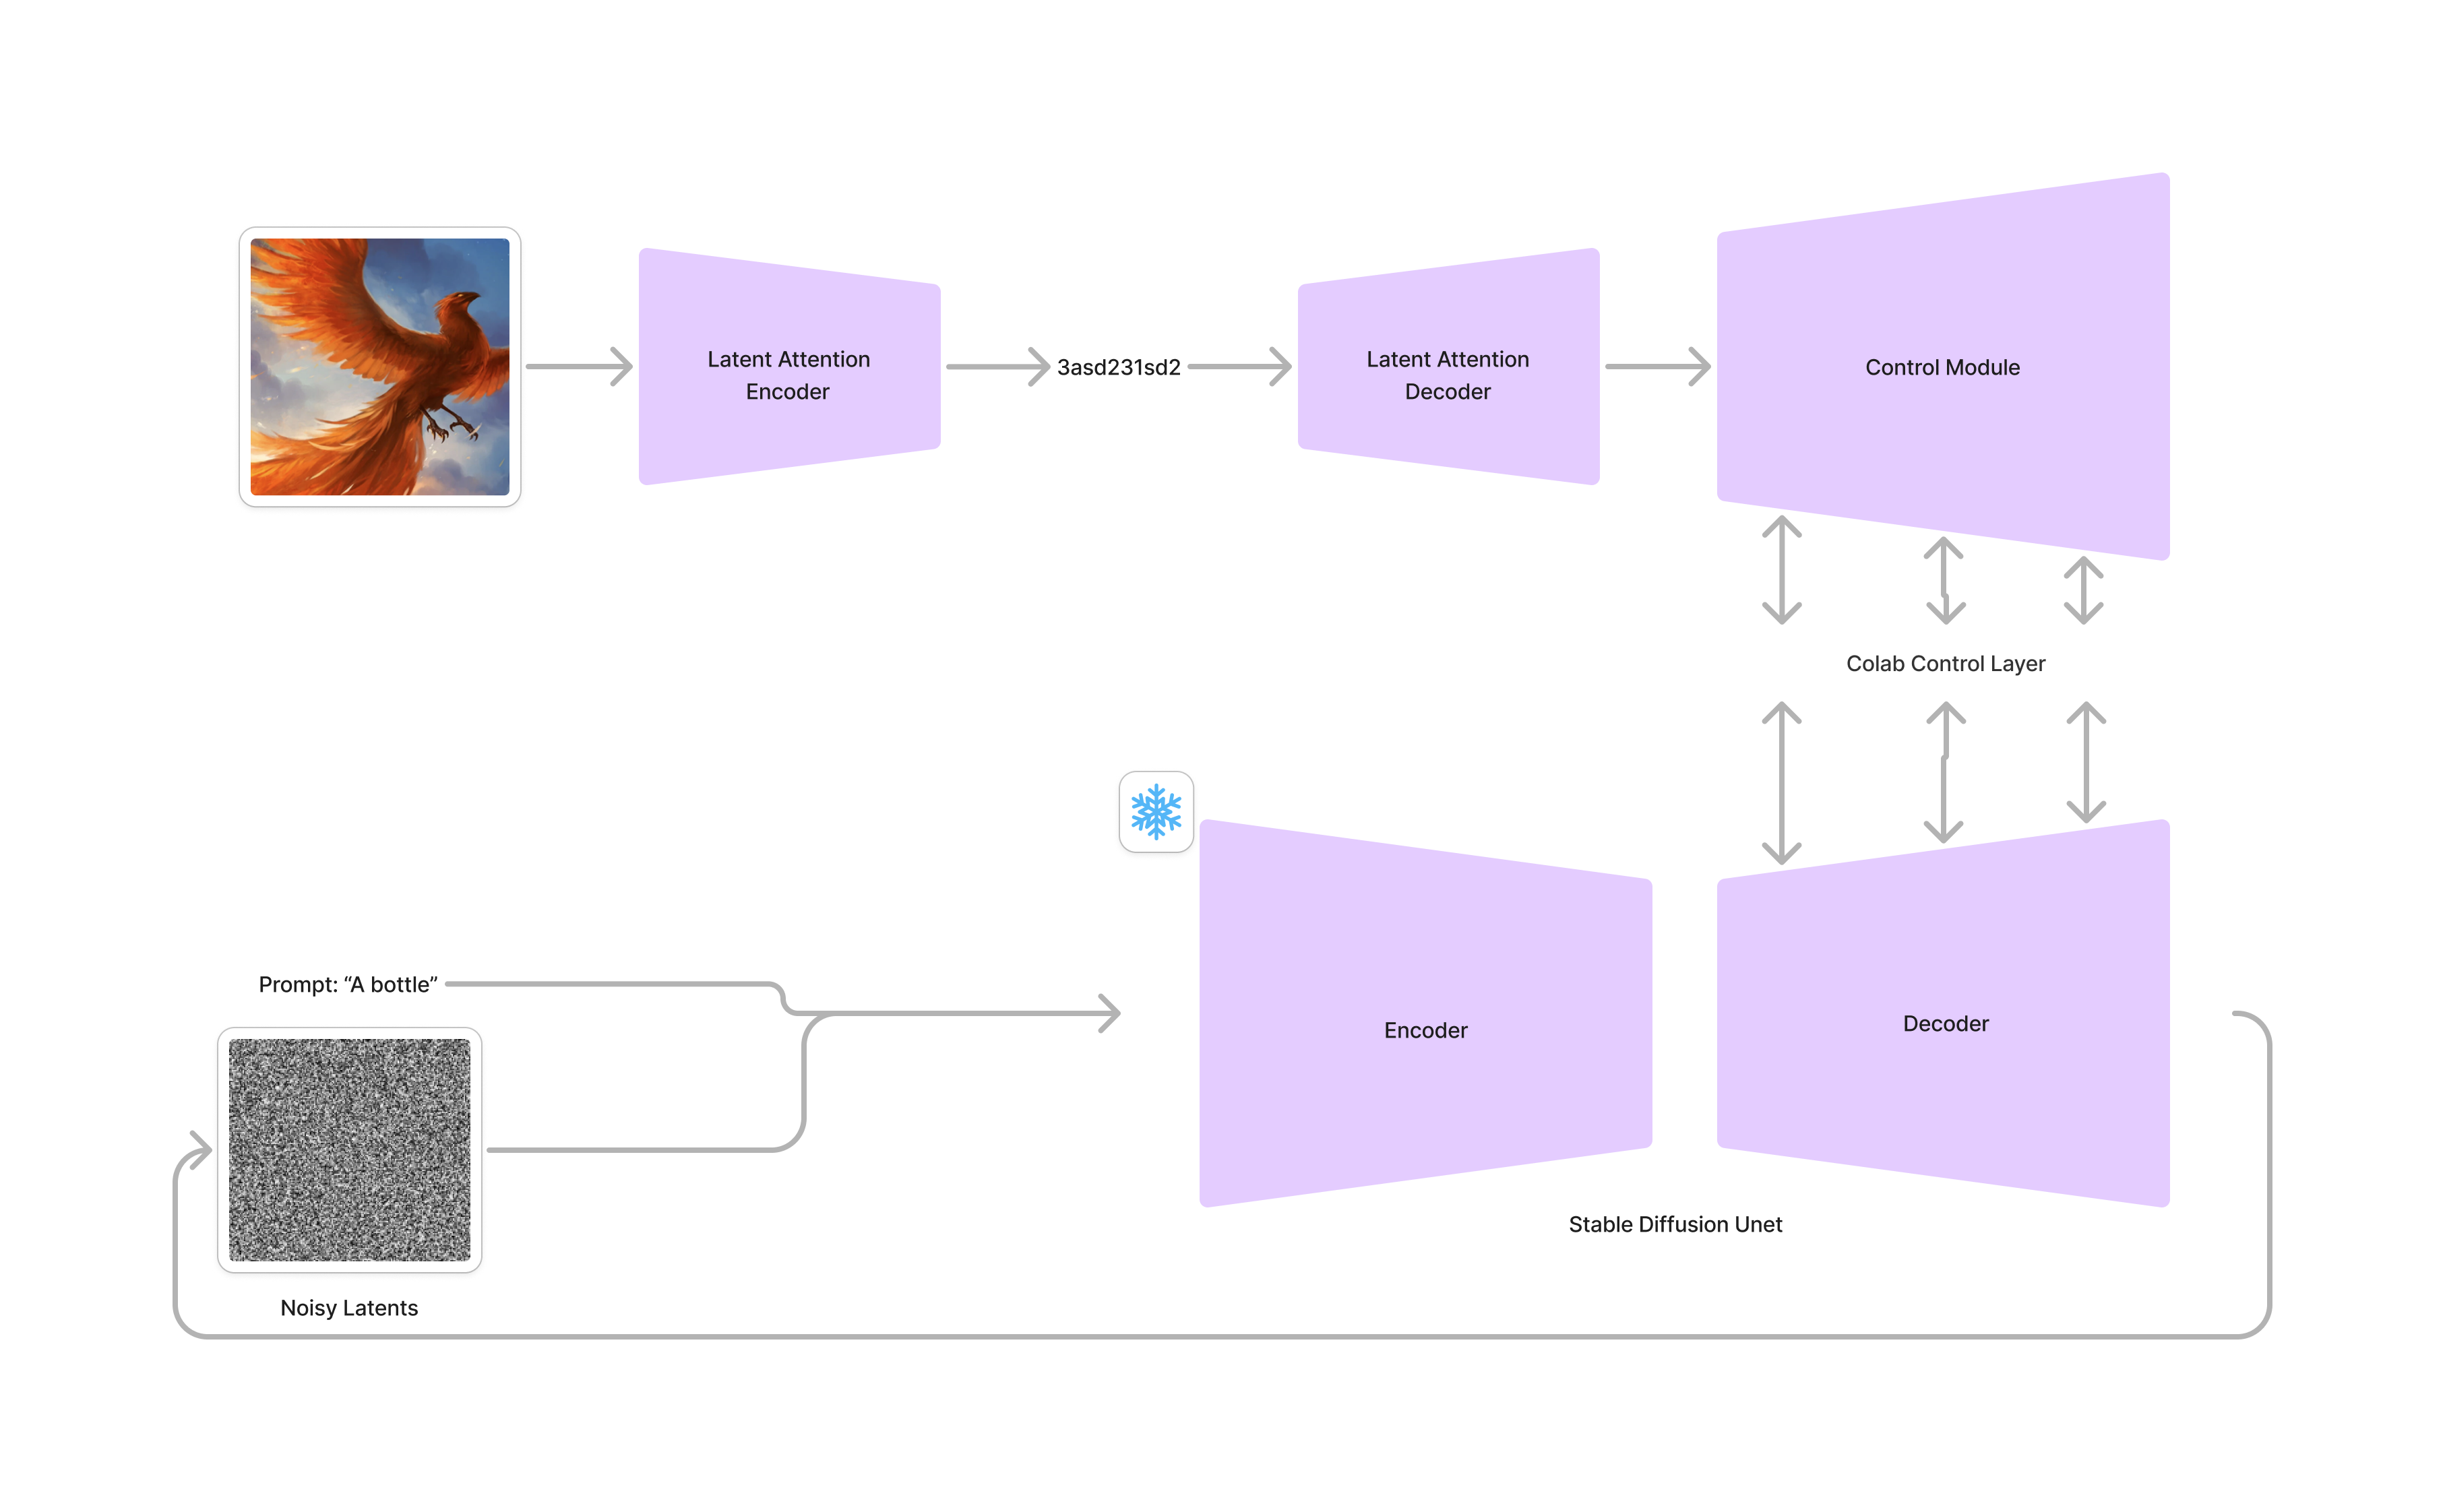 Latent Attention
Encoder
3asd231sd2
Latent Attention
Decoder
Control Module
Colab Control Layer
Prompt: “A bottle”
Encoder
Decoder
Stable Diffusion Unet
Noisy Latents